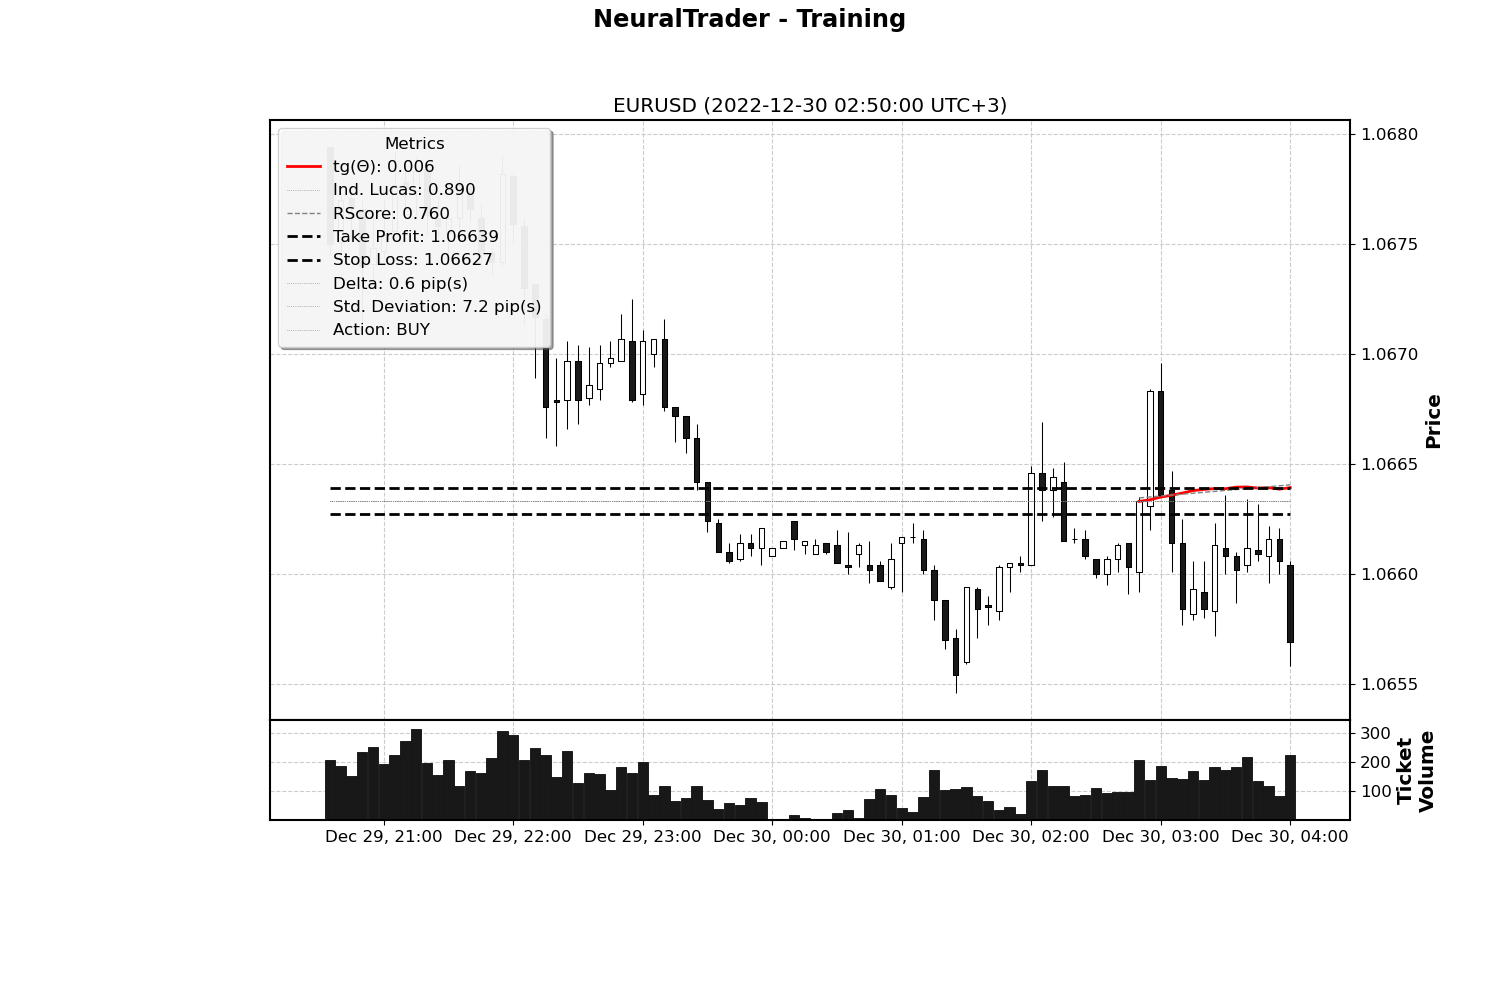 NeuralTrader - Training
EURUSD (2022-12-30 02:50:00 UTC+3)
Metrics
tg(Θ): 0.006
Ind. Lucas: 0.890
RScore: 0.760
Take Profit: 1.06639
Stop Loss: 1.06627
Delta: 0.6 pip(s)
Std. Deviation: 7.2 pip(s)
Action: BUY
1.0680
1.0675
1.0670
1.0665
1.0660
1.0655
Price
300
200
100
Ticket
Volume
Dec 29, 21:00 Dec 29, 22:00 Dec 29, 23:00 Dec 30, 00:00 Dec 30, 01:00 Dec 30, 02:00 Dec 30, 03:00 Dec 30, 04:00